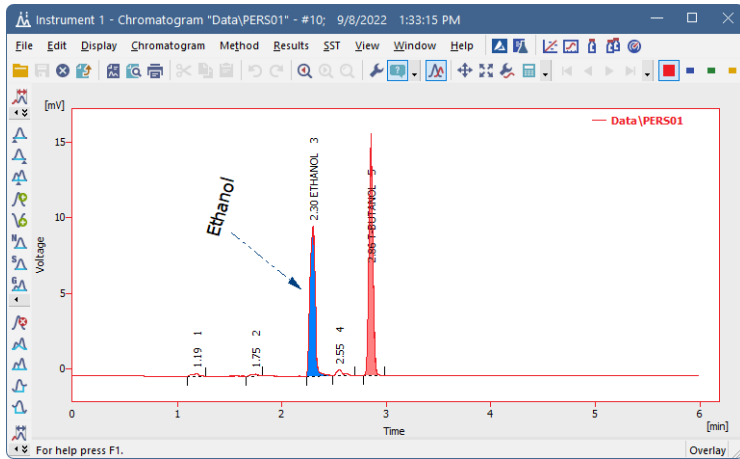 Instrument 1 - Chromatogram "Data\PERS01" - #10; 9/8/2022 1:33:15 PM
File Edit Display Chromatogram Method Results SST View Window Help
[mV]
Data\PERS01
15
10
5
0
Voltage
Ethanol
1.19 1
1.75 2
2.30 ETHANOL 3
2.55 4
2.86 T-BUTANOL 5
0 1 2 3 4 5 6
Time
[min]
For help press F1.
Overlay